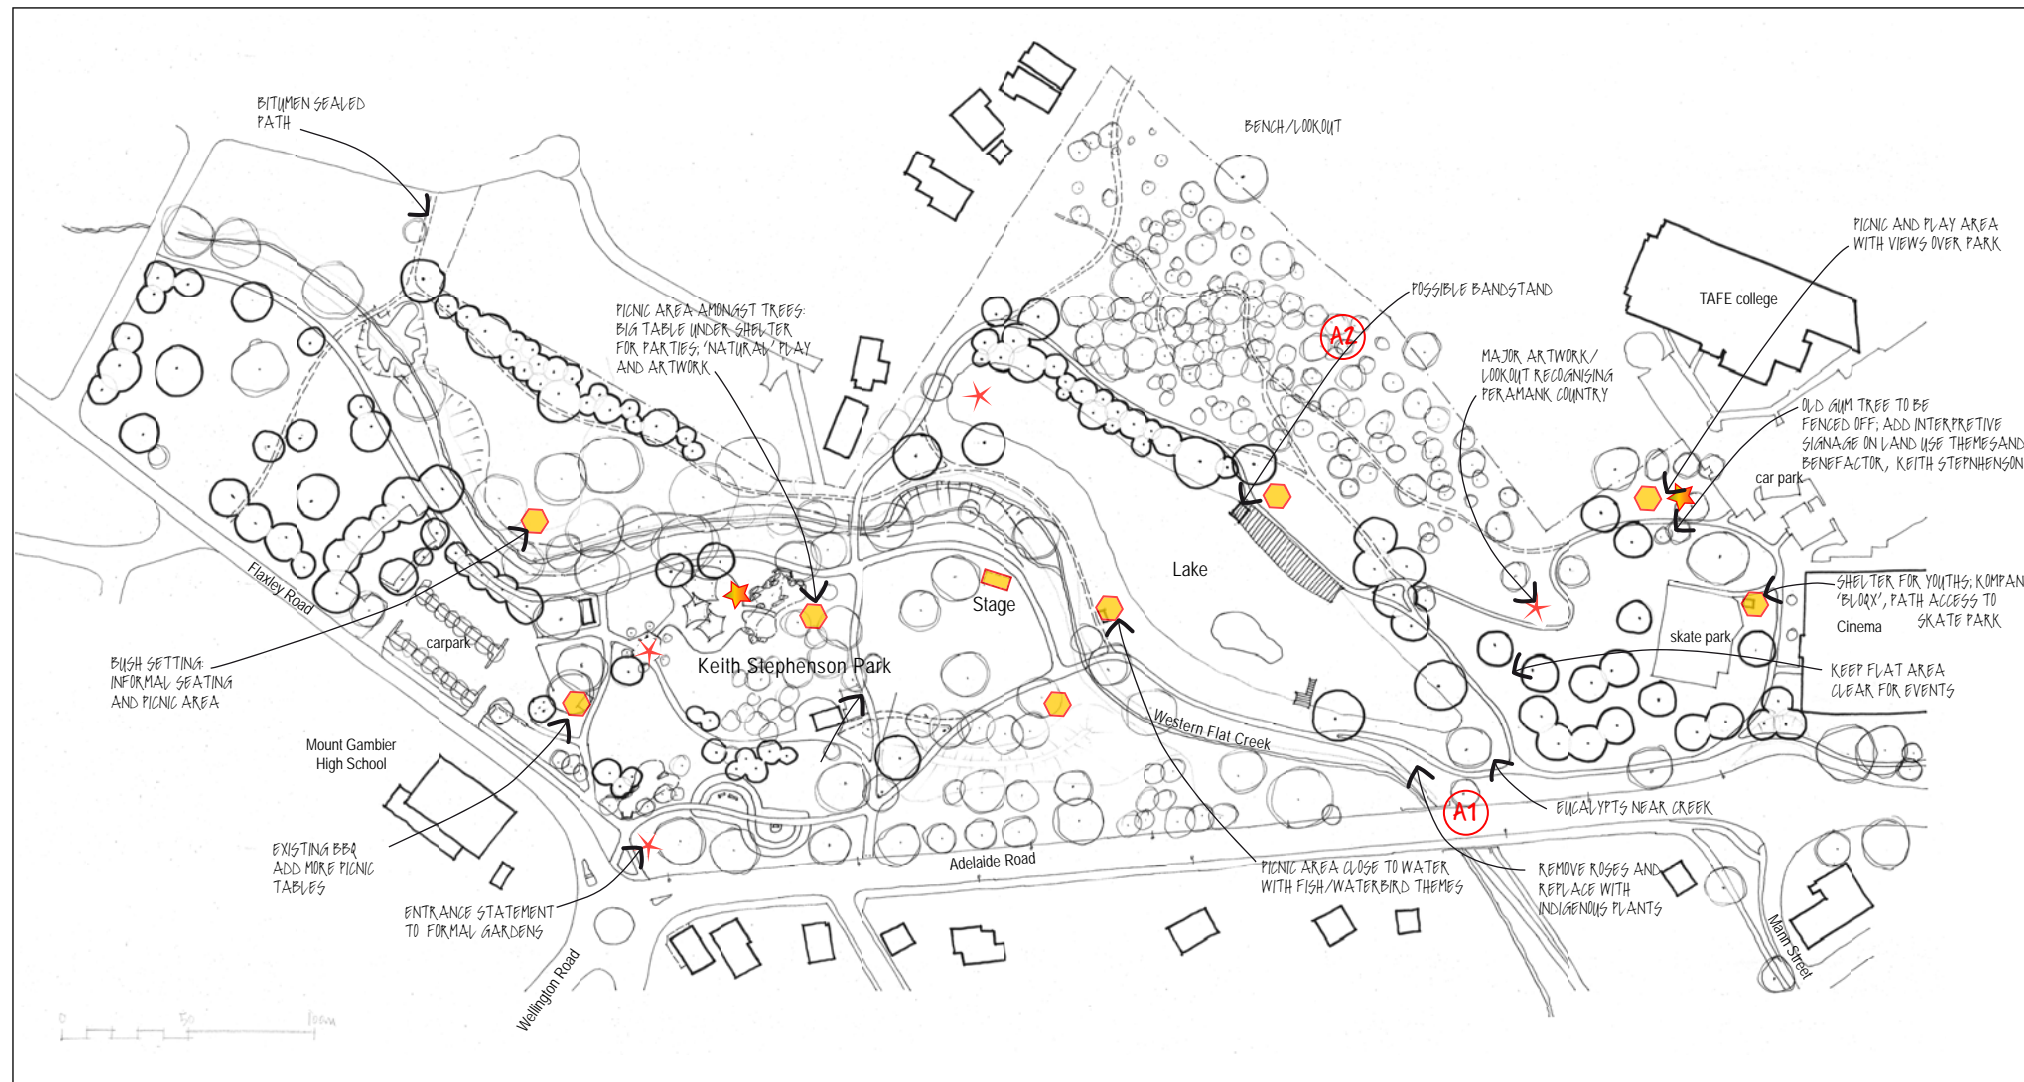 BITUMEN SEALED
PATH
BENCH/LOOKOUT
PICNIC AND PLAY AREA
WITH VIEWS OVER PARK
POSSIBLE BANDSTAND
TAFE college
A2
PICNIC AREA AMONGST TREES:
BIG TABLE UNDER SHELTER
FOR PARTIES; 'NATURAL' PLAY
AND ARTWORK
MAJOR ARTWORK/
LOOKOUT RECOGNISING
PERAMANK COUNTRY
OLD GUM TREE TO BE
FENCED OFF; ADD INTERPRETIVE
SIGNAGE ON LAND USE THEMESAND
BENEFACTOR, KEITH STEPNHENSON
car park
Lake
Flaxley Road
Stage
SHELTER FOR YOUTHS; KOMPAN
'BLOQX', PATH ACCESS TO
SKATE PARK
Cinema
skate park
carpark
Keith Stephenson Park
BUSH SETTING:
INFORMAL SEATING
AND PICNIC AREA
KEEP FLAT AREA
CLEAR FOR EVENTS
Western Flat Creek
Mount Gambier
High School
EUCALYPTS NEAR CREEK
A1
EXISTING BBQ
ADD MORE PICNIC
TABLES
Adelaide Road
PICNIC AREA CLOSE TO WATER
WITH FISH/WATERBIRD THEMES
REMOVE ROSES AND
REPLACE WITH
INDIGENOUS PLANTS
ENTRANCE STATEMENT
TO FORMAL GARDENS
Mann Street
Wellington Road
0 50 100m